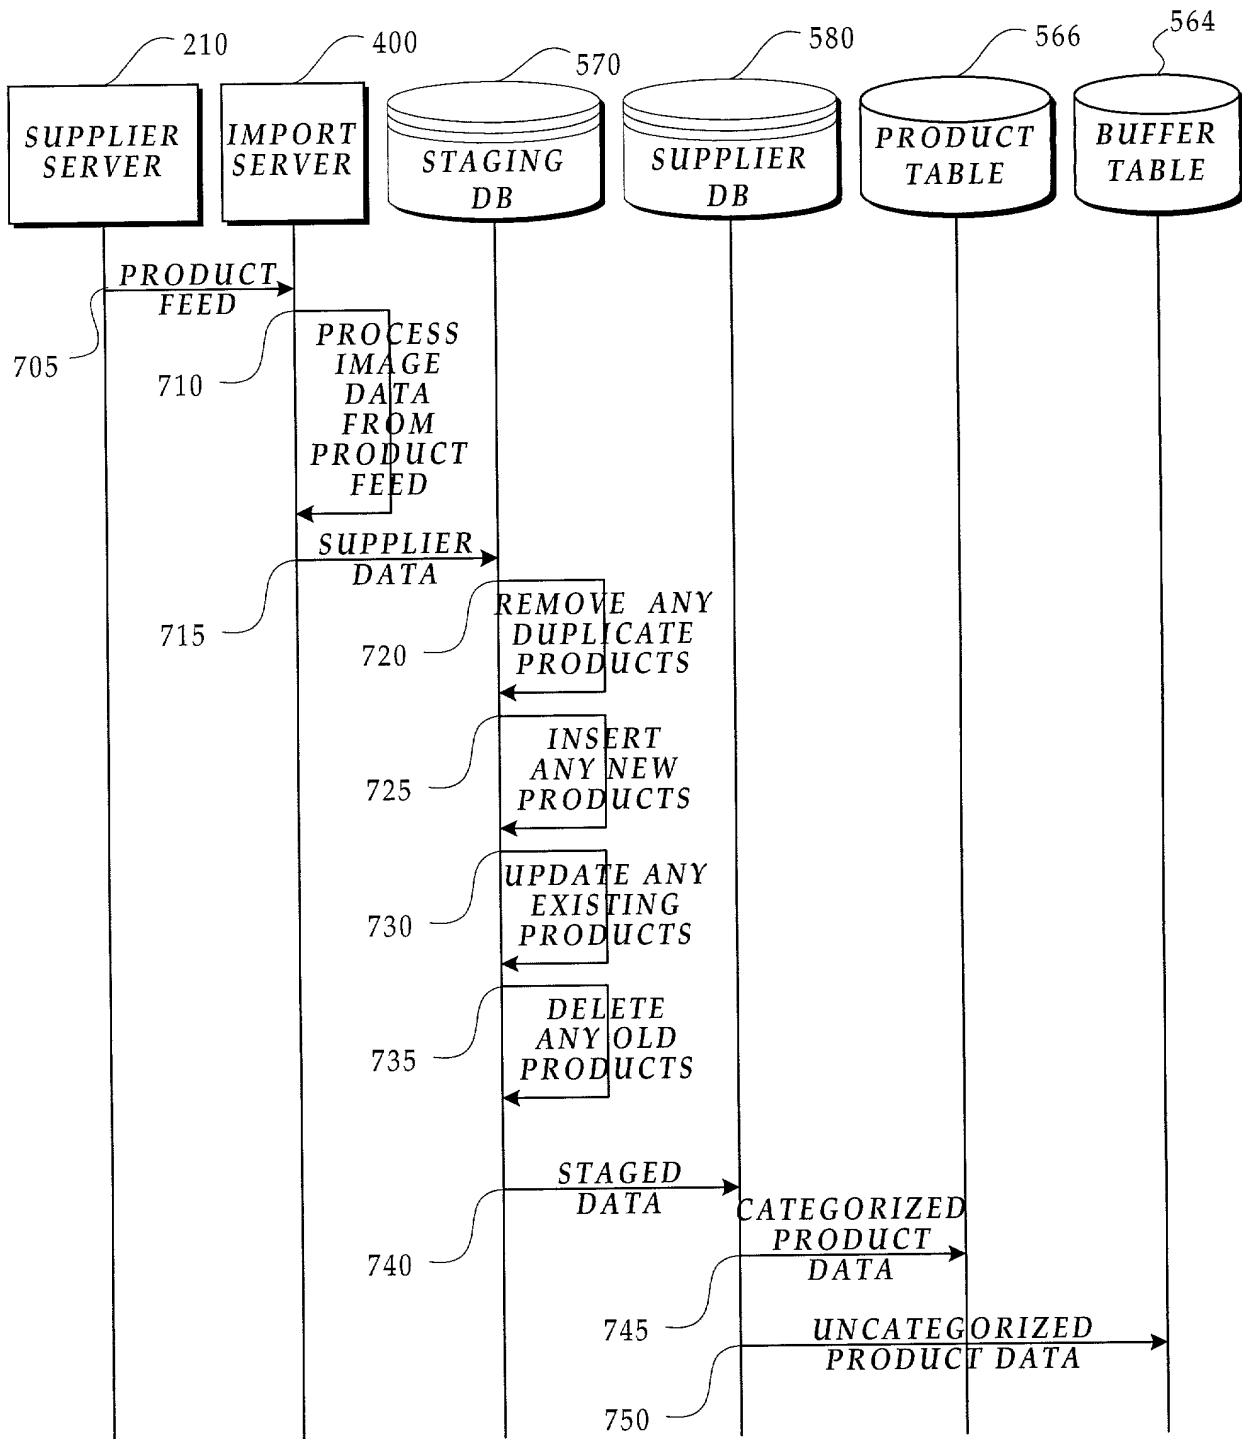 210
400
570
580
566
564
SUPPLIER
SERVER
IMPORT
SERVER
STAGING
DB
SUPPLIER
DB
PRODUCT
TABLE
BUFFER
TABLE
PRODUCT
FEED
705
710
PROCESS
IMAGE
DATA
FROM
PRODUCT
FEED
SUPPLIER
DATA
715
720
REMOVE ANY
DUPLICATE
PRODUCTS
725
INSERT
ANY NEW
PRODUCTS
730
UPDATE ANY
EXISTING
PRODUCTS
735
DELETE
ANY OLD
PRODUCTS
STAGED
DATA
740
CATEGORIZED
PRODUCT
DATA
745
UNCATEGORIZED
PRODUCT DATA
750